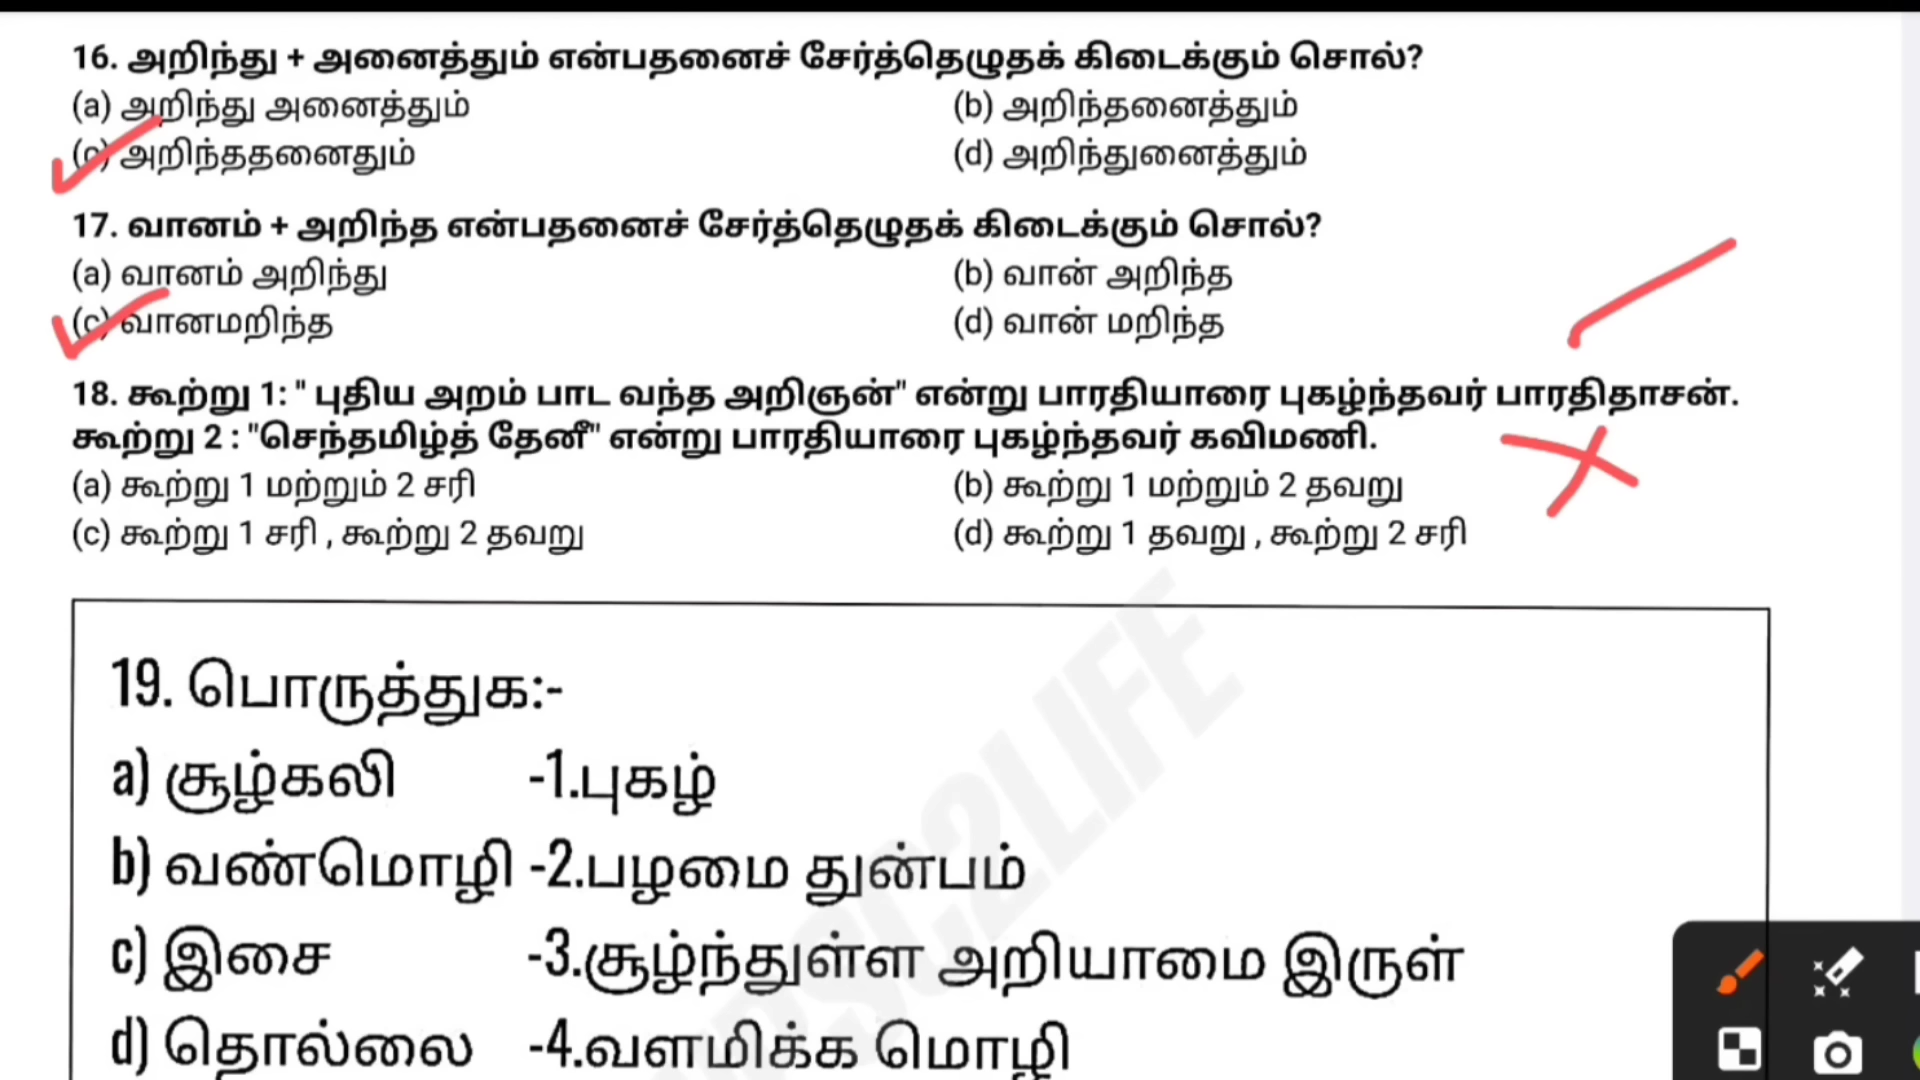 16. அறிந்து + அனைத்தும் என்பதனைச் சேர்த்தெழுதக் கிடைக்கும் சொல்?
(a) அறிந்து அனைத்தும் (b) அறிந்தனைத்தும்
(c) அறிந்ததனைதும் (d) அறிந்துனைத்தும்
17. வானம் + அறிந்த என்பதனைச் சேர்த்தெழுதக் கிடைக்கும் சொல்?
(a) வானம் அறிந்து (b) வான் அறிந்த
(c) வானமறிந்த (d) வான் மறிந்த
18. கூற்று 1: " புதிய அறம் பாட வந்த அறிஞன்" என்று பாரதியாரை புகழ்ந்தவர் பாரதிதாசன்.
கூற்று 2 : "செந்தமிழ்த் தேனீ" என்று பாரதியாரை புகழ்ந்தவர் கவிமணி.
(a) கூற்று 1 மற்றும் 2 சரி (b) கூற்று 1 மற்றும் 2 தவறு
(c) கூற்று 1 சரி , கூற்று 2 தவறு (d) கூற்று 1 தவறு , கூற்று 2 சரி
19. பொருத்துக:-
a) சூழ்கலி -1.புகழ்
b) வண்மொழி -2.பழமை துன்பம்
c) இசை -3.சூழ்ந்துள்ள அறியாமை இருள்
d) தொல்லை -4.வளமிக்க மொழி